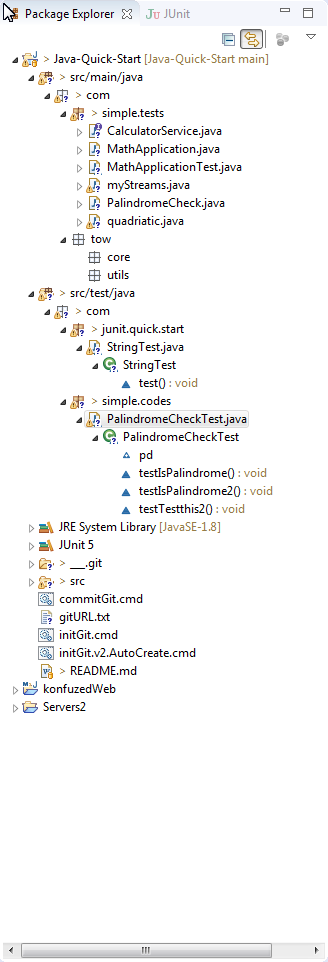 Package Explorer JUnit
> Java-Quick-Start [Java-Quick-Start main]
> src/main/java
> com
> simple.tests
CalculatorService.java
MathApplication.java
MathApplicationTest.java
> myStreams.java
> PalindromeCheck.java
> quadriatic.java
tow
core
utils
> src/test/java
> com
> junit.quick.start
StringTest.java
> StringTest
test() : void
> simple.codes
> PalindromeCheckTest.java
> PalindromeCheckTest
pd
testIsPalindrome() : void
testIsPalindrome2() : void
testTestthis2() : void
JRE System Library [JavaSE-1.8]
JUnit 5
> ___.git
> src
commitGit.cmd
gitURL.txt
initGit.cmd
initGit.v2.AutoCreate.cmd
> README.md
konfuzedWeb
Servers2